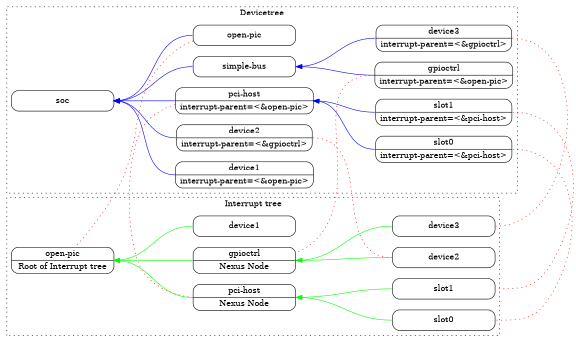 Devicetree
open-pic
device3
interrupt-parent=<&gpioctrl>
simple-bus
gpioctrl
interrupt-parent=<&open-pic>
soc
pci-host
interrupt-parent=<&open-pic>
slot1
interrupt-parent=<&pci-host>
device2
interrupt-parent=<&gpioctrl>
slot0
interrupt-parent=<&pci-host>
device1
interrupt-parent=<&open-pic>
Interrupt tree
device1
device3
open-pic
Root of Interrupt tree
gpioctrl
Nexus Node
device2
pci-host
Nexus Node
slot1
slot0